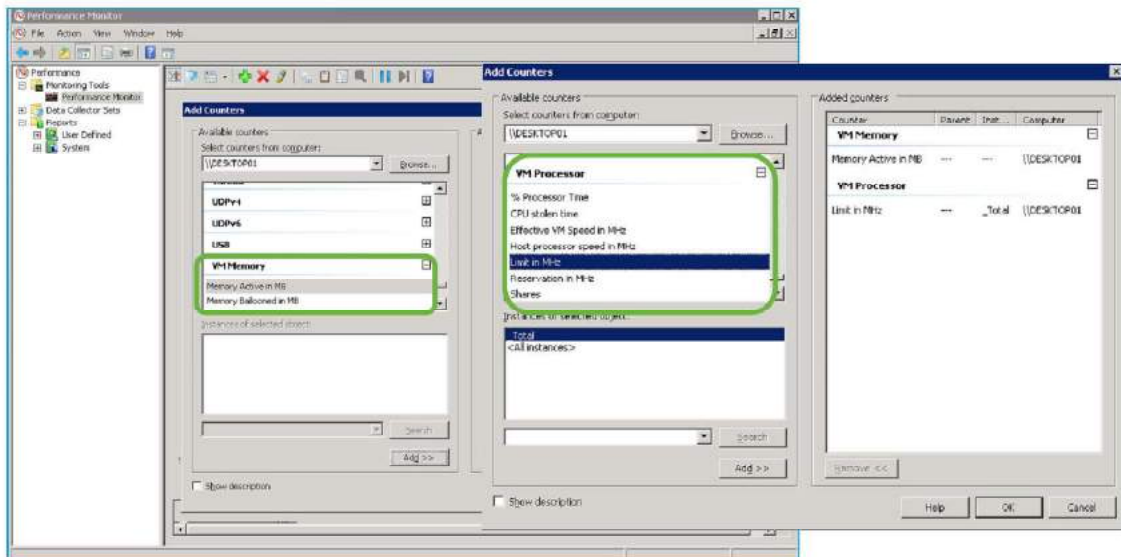 Performance Monitor
File Action View Window Help
Performance
Monitoring Tools
Performance Monitor
Data Collector Sets
Reports
User Defined
System
Add Counters
Available counters
Select counters from computer:
\\DESKTOP01
Browse...
UDPv4
UDPv6
USB
VM Memory
Memory Active in MB
Memory Ballooned in MB
Instances of selected object:
Search
Add >>
Show description
Add Counters
Available counters
Select counters from computer:
\\DESKTOP01
Browse...
VM Processor
% Processor Time
CPU stolen time
Effective VM Speed in MHz
Host processor speed in MHz
Limit in MHz
Reservation in MHz
Shares
Instances of selected object:
_Total
<All instances>
Search
Add >>
Show description
Added counters
Counter Parent Inst... Computer
VM Memory
Memory Active in MB --- --- \\DESKTOP01
VM Processor
Limit in MHz --- _Total \\DESKTOP01
Remove <<
Help OK Cancel